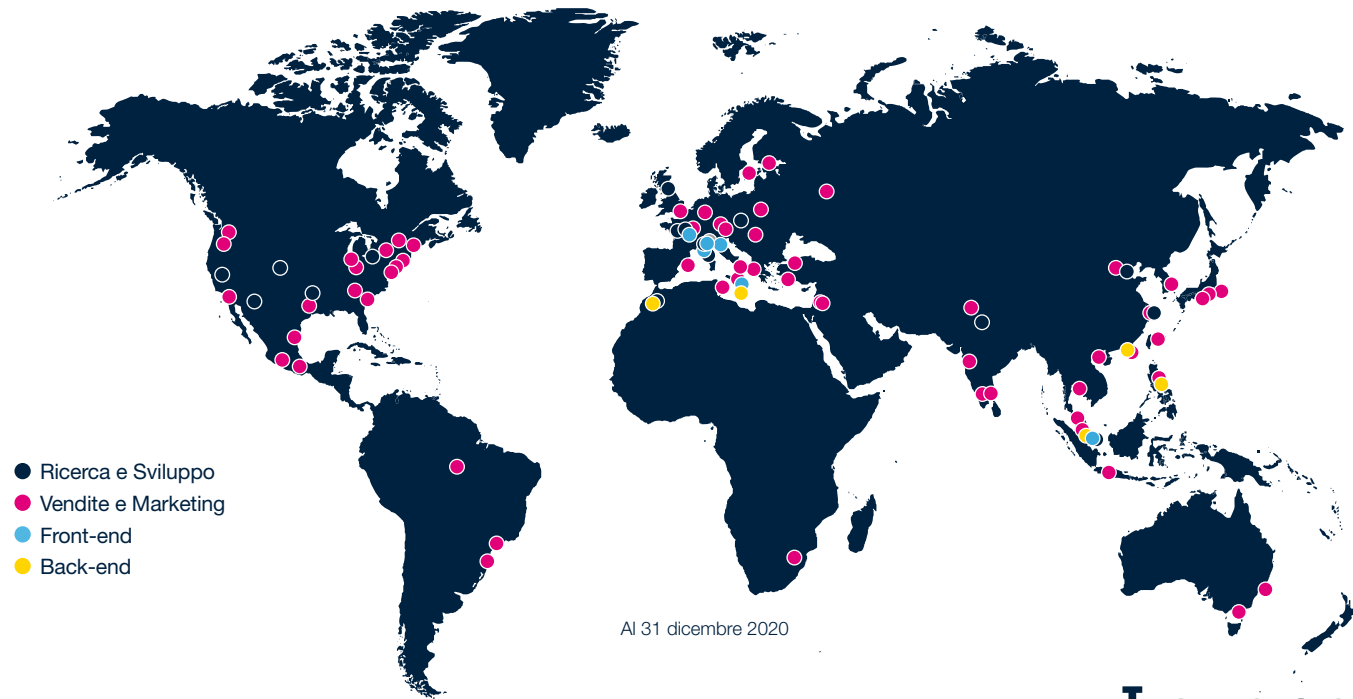 Ricerca e Sviluppo
Vendite e Marketing
Front-end
Back-end
Al 31 dicembre 2020